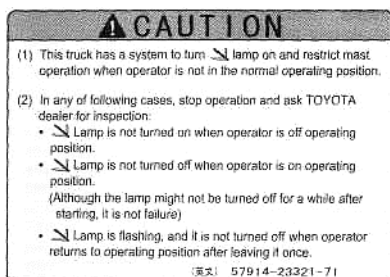 CAUTION
(1) This truck has a system to turn lamp on and restrict mast
operation when operator is not in the normal operating position.
(2) In any of following cases, stop operation and ask TOYOTA
dealer for inspection:
• Lamp is not turned on when operator is off operating
position.
• Lamp is not turned off when operator is on operating
position.
(Although the lamp might not be turned off for a while after
starting, it is not failure)
• Lamp is flashing, and it is not turned off when operator
returns to operating position after leaving it once.
(英文) 57914-23321-71